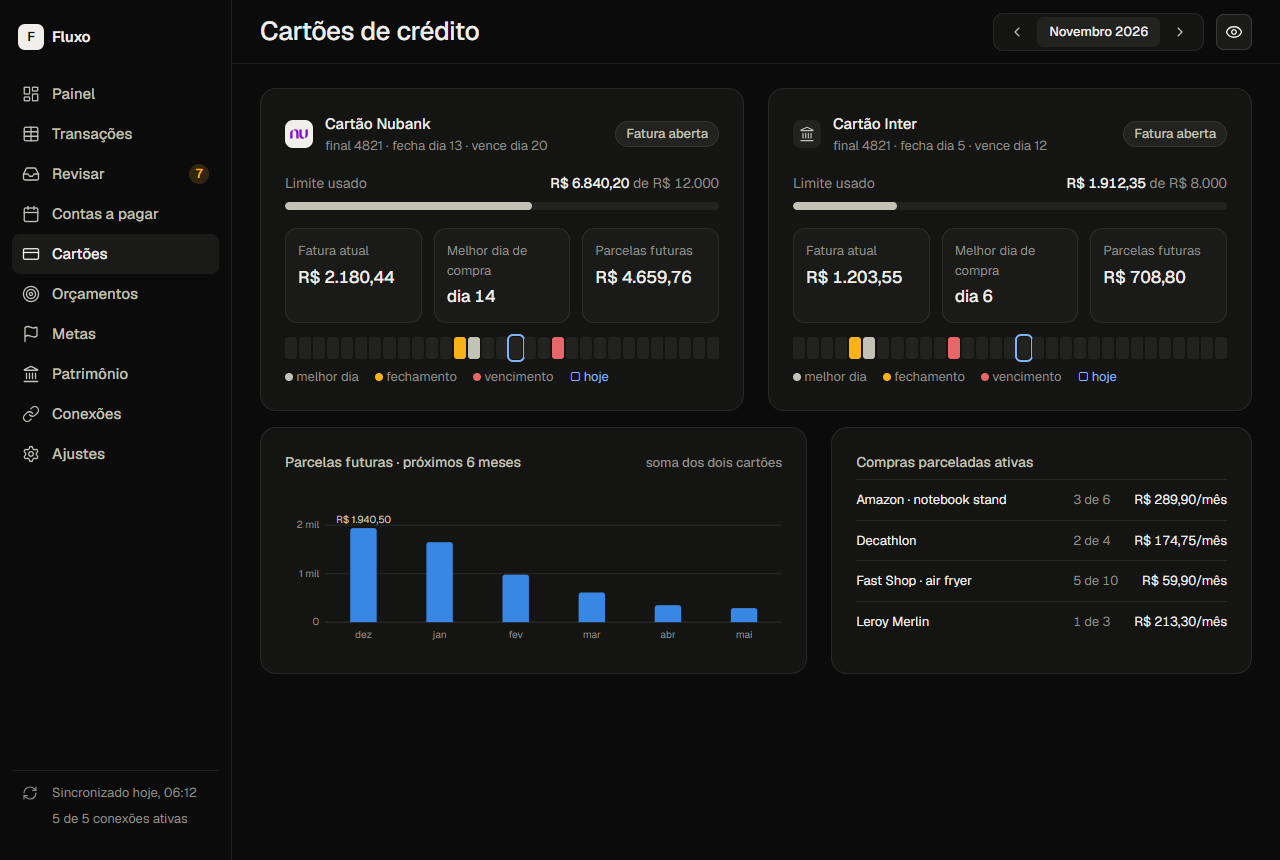 F Fluxo
Painel
Transações
Revisar 7
Contas a pagar
Cartões
Orçamentos
Metas
Patrimônio
Conexões
Ajustes
Sincronizado hoje, 06:12
5 de 5 conexões ativas
Cartões de crédito
Novembro 2026
nu
Cartão Nubank
final 4821 · fecha dia 13 · vence dia 20
Fatura aberta
Limite usado
R$ 6.840,20 de R$ 12.000
Fatura atual
R$ 2.180,44
Melhor dia de
compra
dia 14
Parcelas futuras
R$ 4.659,76
melhor dia fechamento vencimento hoje
Cartão Inter
final 4821 · fecha dia 5 · vence dia 12
Fatura aberta
Limite usado
R$ 1.912,35 de R$ 8.000
Fatura atual
R$ 1.203,55
Melhor dia de
compra
dia 6
Parcelas futuras
R$ 708,80
melhor dia fechamento vencimento hoje
Parcelas futuras · próximos 6 meses
soma dos dois cartões
R$ 1.940,50
2 mil
1 mil
0
dez jan fev mar abr mai
Compras parceladas ativas
Amazon · notebook stand 3 de 6 R$ 289,90/mês
Decathlon 2 de 4 R$ 174,75/mês
Fast Shop · air fryer 5 de 10 R$ 59,90/mês
Leroy Merlin 1 de 3 R$ 213,30/mês